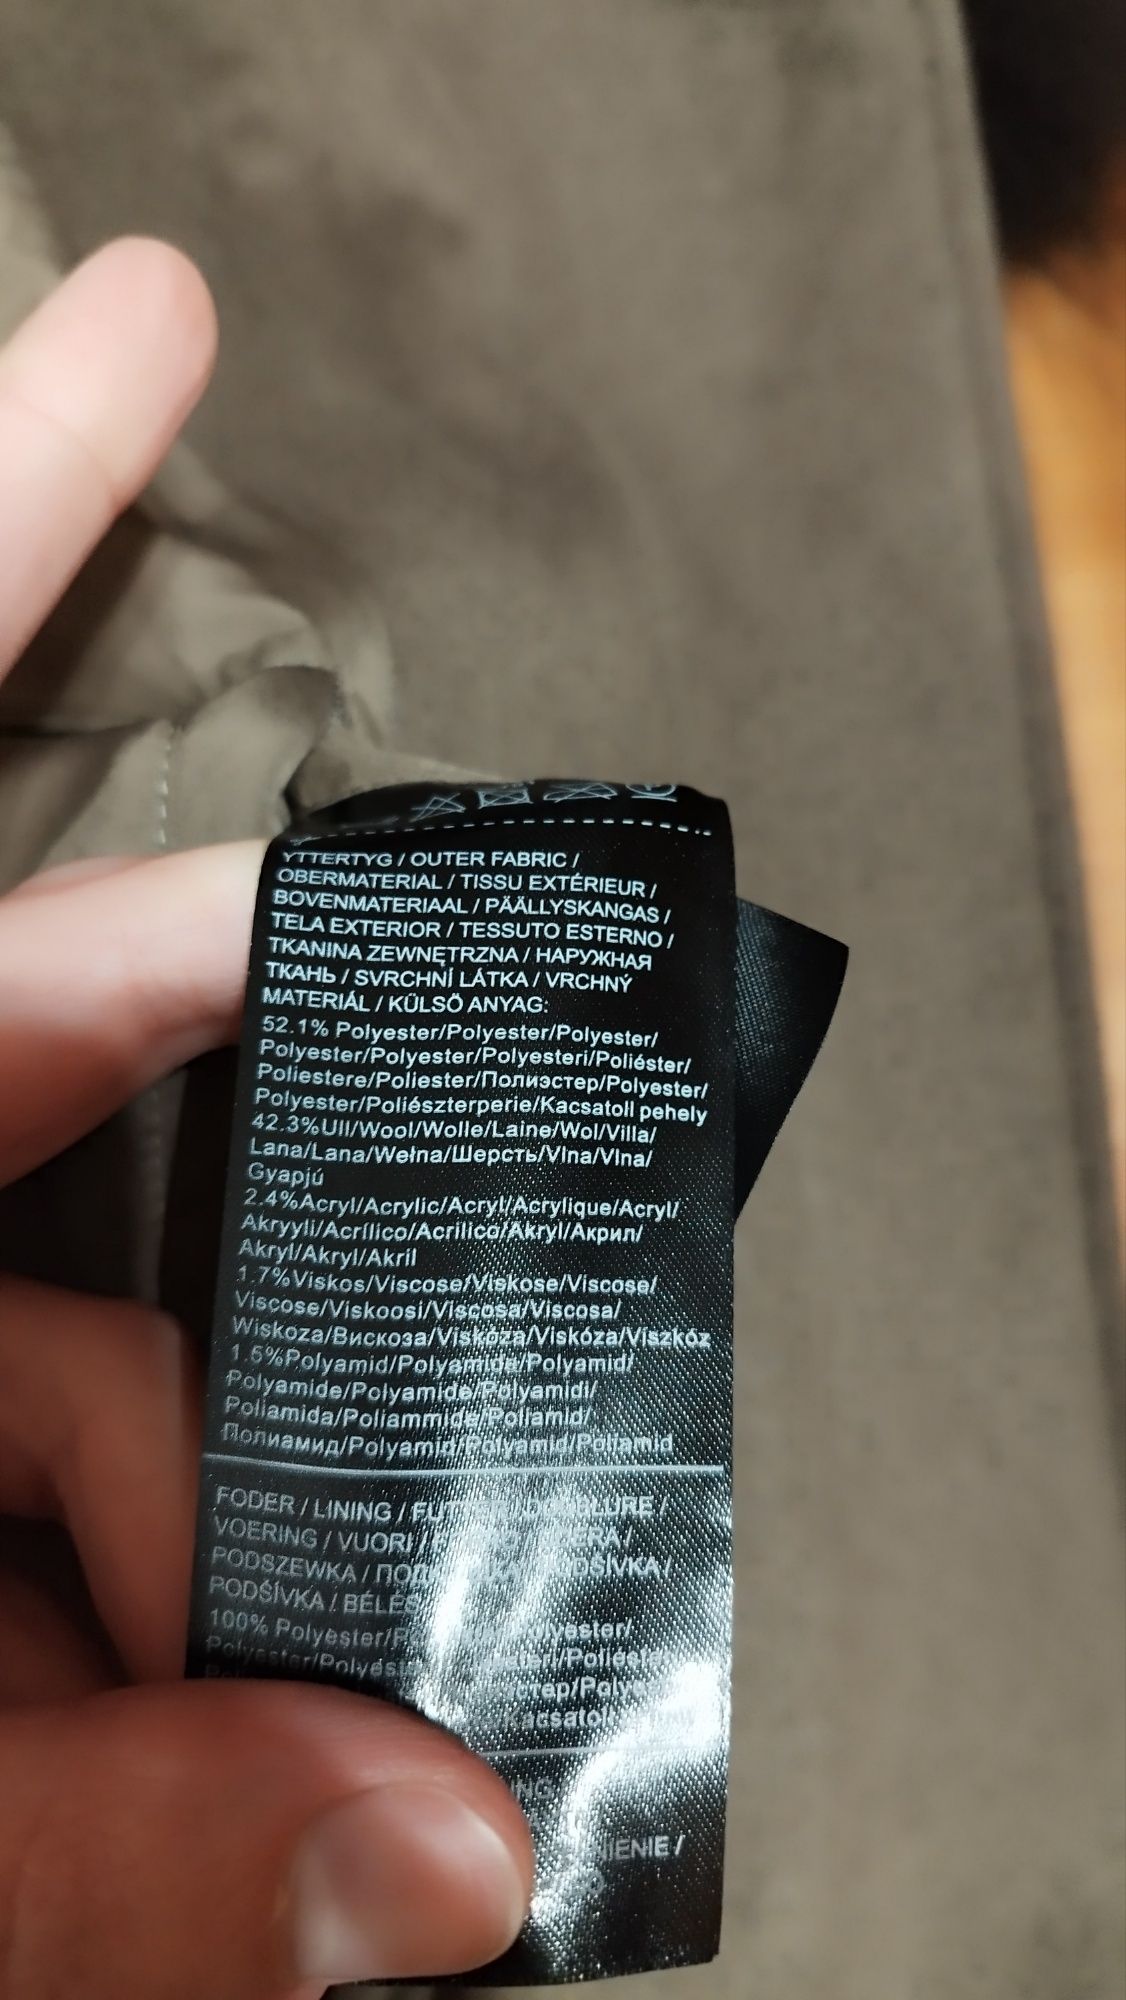 YTTERTYG / OUTER FABRIC /
OBERMATERIAL / TISSU EXTÉRIEUR /
BOVENMATERIAAL / PÄÄLLYSKANGAS /
TELA EXTERIOR / TESSUTO ESTERNO /
TKANINA ZEWNĘTRZNA / НАРУЖНАЯ
ТКАНЬ / SVRCHNÍ LÁTKA / VRCHNÝ
MATERIÁL / KÜLSÖ ANYAG:
52.1% Polyester/Polyester/Polyester/
Polyester/Polyester/Polyesteri/Poliéster/
Poliestere/Poliester/Полиэстер/Polyester/
Polyester/Poliészterperie/Kacsatoll pehely
42.3%Ull/Wool/Wolle/Laine/Wol/Villa/
Lana/Lana/Wełna/Шерсть/Vlna/Vlna/
Gyapjú
2.4%Acryl/Acrylic/Acryl/Acrylique/Acryl/
Akryyli/Acrílico/Acrilico/Akryl/Акрил/
Akryl/Akryl/Akril
1.7%Viskos/Viscose/Viskose/Viscose/
Viscose/Viskoosi/Viscosa/Viscosa/
Wiskoza/Вискоза/Viskóza/Viskóza/Viszkóz
1.5%Polyamid/Polyamide/Polyamid/
Polyamide/Polyamide/Polyamidi/
Poliamida/Poliammide/Poliamid/
Полиамид/Polyamid/Polyamid/Poliamid
FODER / LINING /
VOERING / VUORI /
PODSZEWKA /
PODŠÍVKA /
100% Polyester/